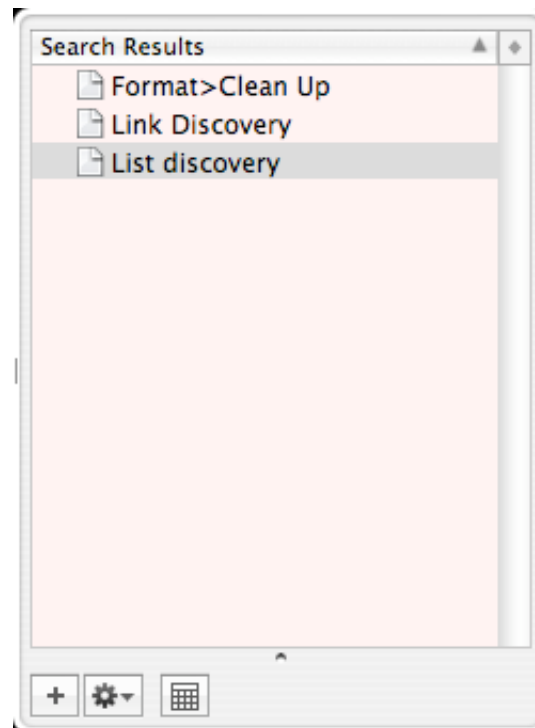 Search Results
Format>Clean Up
Link Discovery
List discovery